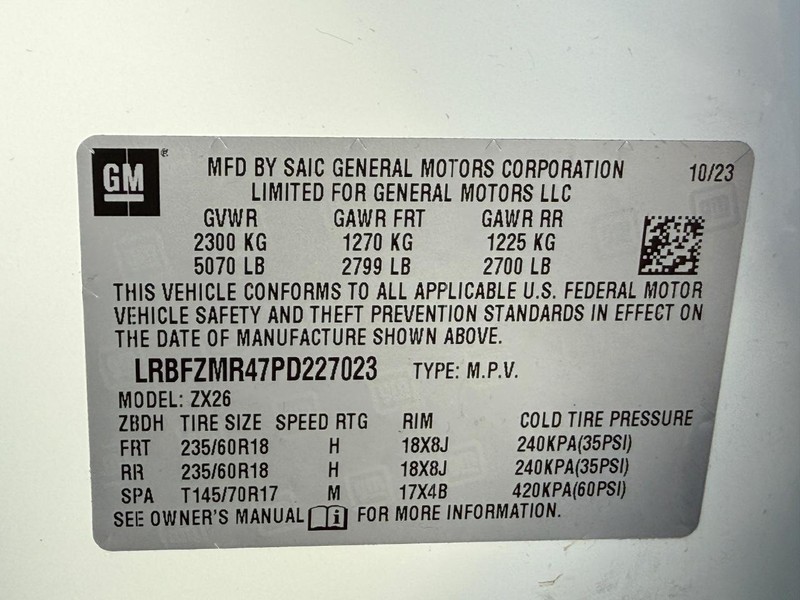 GM ®
MFD BY SAIC GENERAL MOTORS CORPORATION 10/23
LIMITED FOR GENERAL MOTORS LLC
GVWR GAWR FRT GAWR RR
2300 KG 1270 KG 1225 KG
5070 LB 2799 LB 2700 LB
THIS VEHICLE CONFORMS TO ALL APPLICABLE U.S. FEDERAL MOTOR
VEHICLE SAFETY AND THEFT PREVENTION STANDARDS IN EFFECT ON
THE DATE OF MANUFACTURE SHOWN ABOVE.
LRBFZMR47PD227023 TYPE: M.P.V.
MODEL: ZX26
ZBDH TIRE SIZE SPEED RTG RIM COLD TIRE PRESSURE
FRT 235/60R18 H 18X8J 240KPA(35PSI)
RR 235/60R18 H 18X8J 240KPA(35PSI)
SPA T145/70R17 M 17X4B 420KPA(60PSI)
SEE OWNER'S MANUAL i FOR MORE INFORMATION.